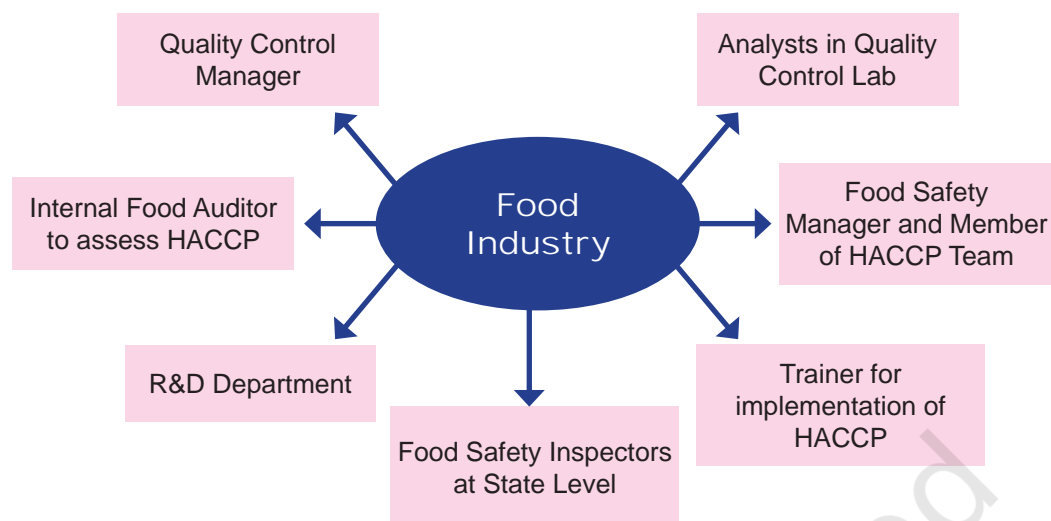 Quality Control
Manager
Analysts in Quality
Control Lab
Internal Food Auditor
to assess HACCP
Food
Industry
Food Safety
Manager and Member
of HACCP Team
R&D Department
Food Safety Inspectors
at State Level
Trainer for
implementation of
HACCP